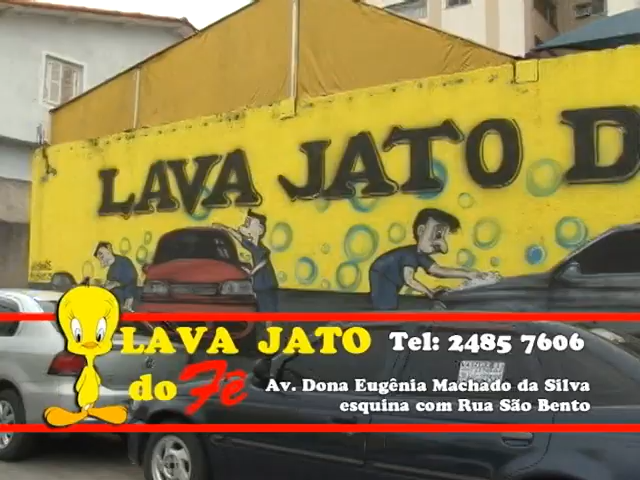 LAVA JATO D
LAVA JATO
do Fê
Tel: 2485 7606
Av. Dona Eugênia Machado da Silva
esquina com Rua São Bento